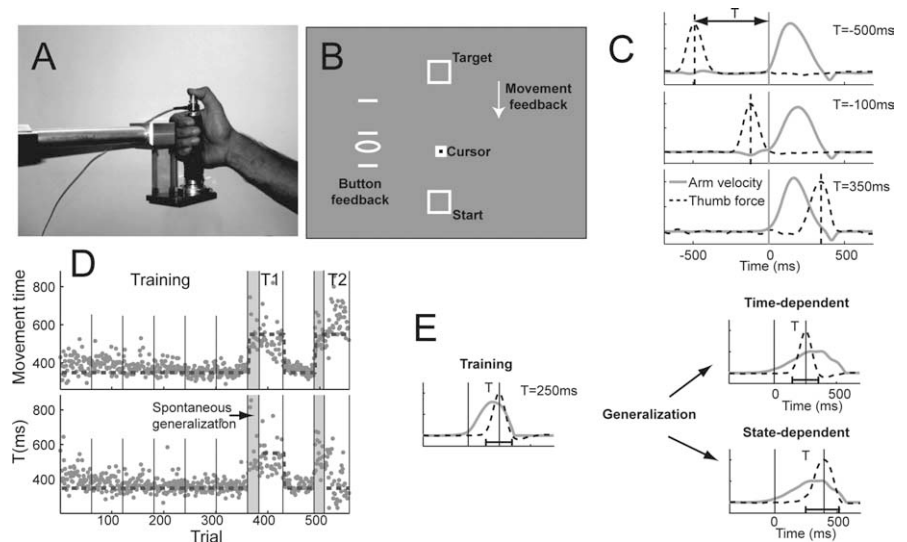 A
B
Target
Movement
feedback
Cursor
Button
feedback
Start
C
T
T=-500ms
T=-100ms
Arm velocity
Thumb force
T=350ms
-500 0 500
Time (ms)
D
Training T1 T2
Movement time
800
600
400
Spontaneous
generalization
T(ms)
800
600
400
100 200 300 400 500
Trial
E
Training
T
T=250ms
Generalization
Time-dependent
T
0 500
Time (ms)
State-dependent
T
0 500
Time (ms)